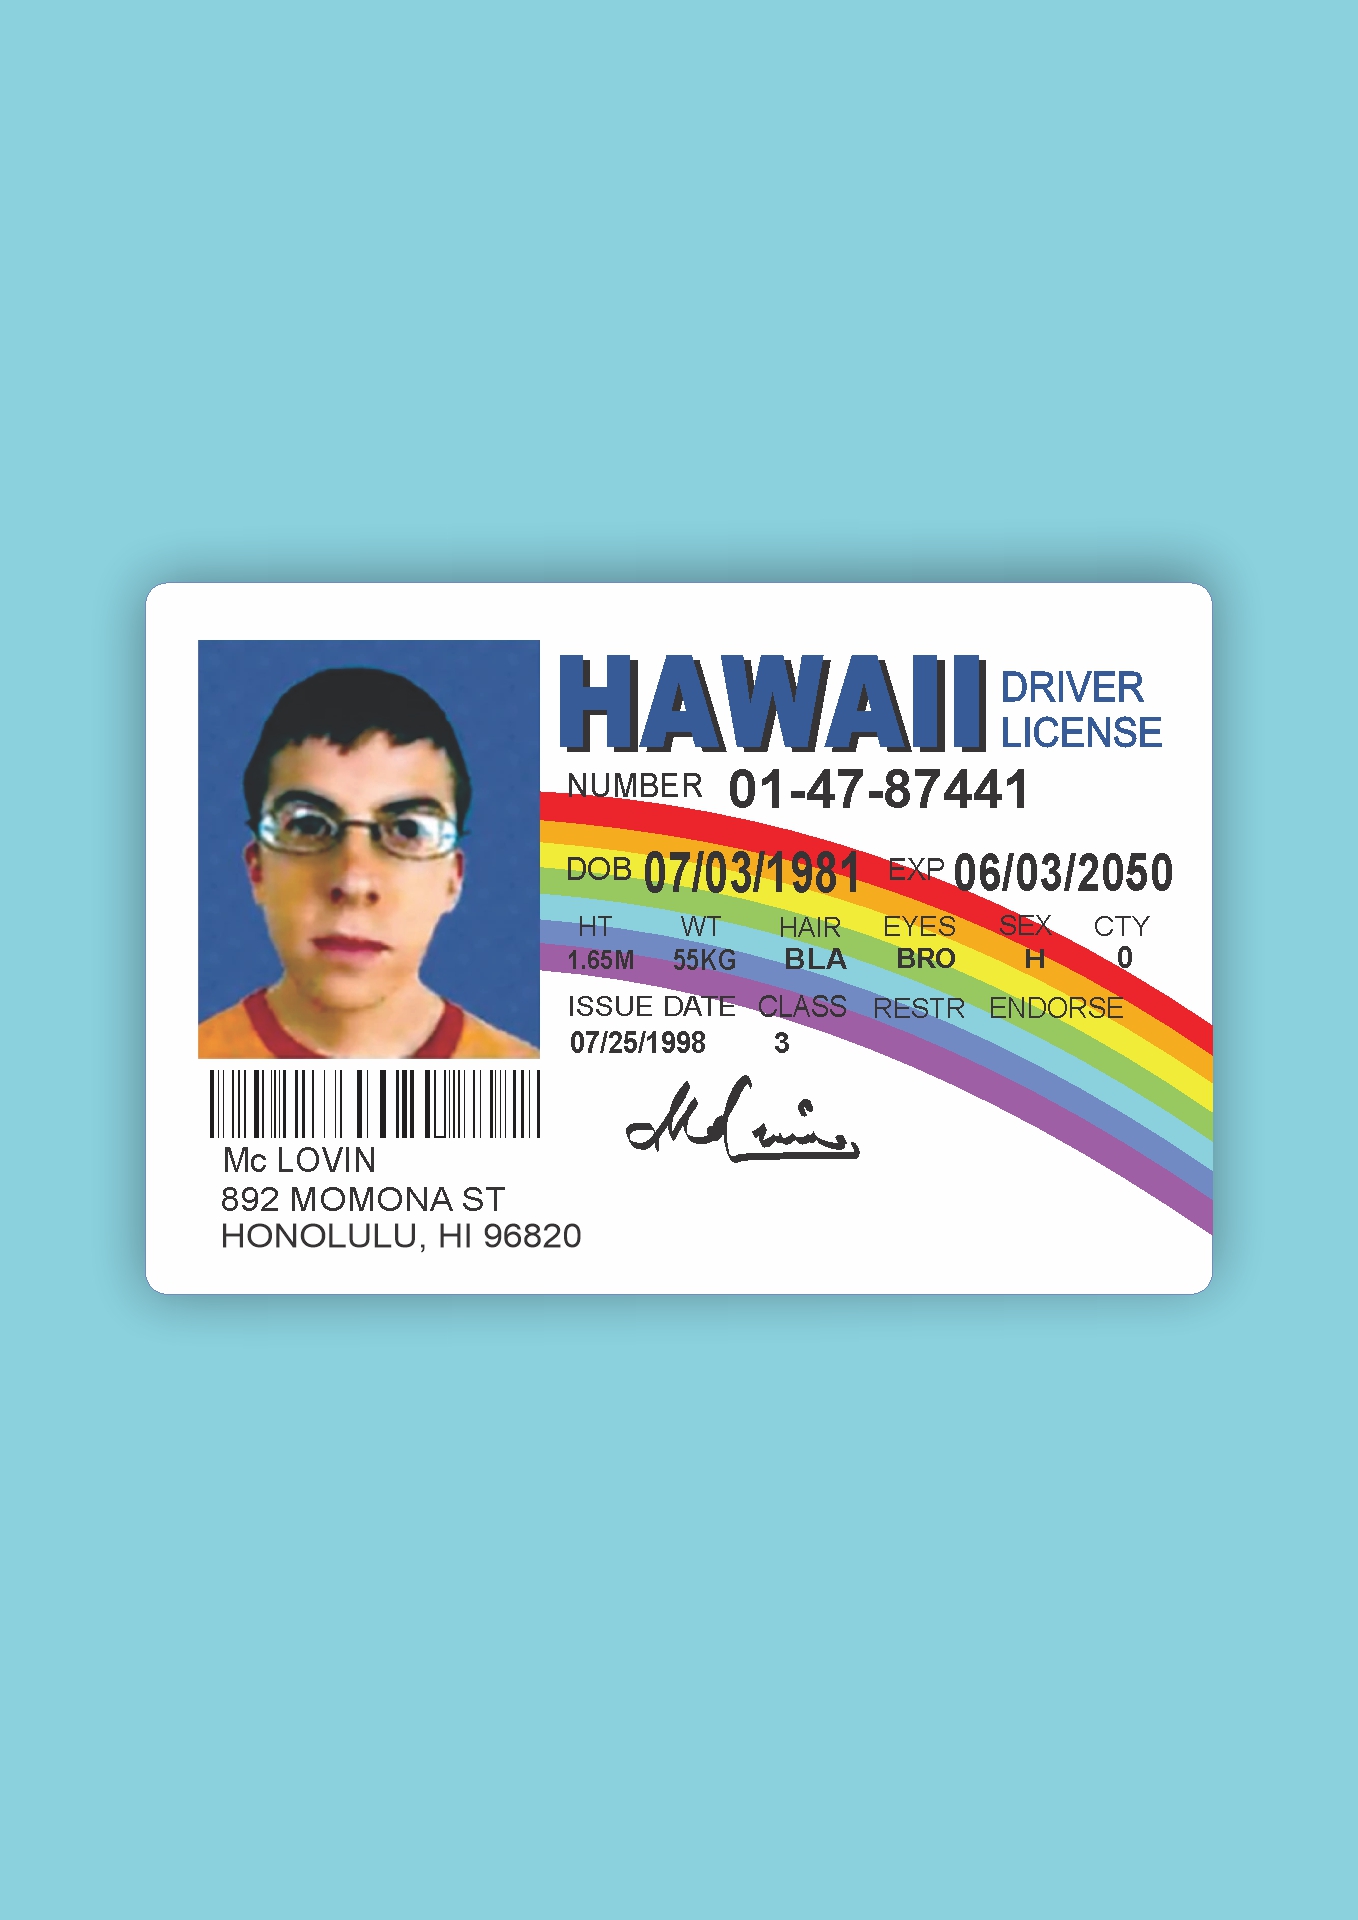 HAWAII DRIVER LICENSE
NUMBER 01-47-87441
DOB 07/03/1981 EXP 06/03/2050
HT WT HAIR EYES SEX CTY
1.65M 55KG BLA BRO H 0
ISSUE DATE CLASS RESTR ENDORSE
07/25/1998 3
Mc LOVIN
892 MOMONA ST
HONOLULU, HI 96820